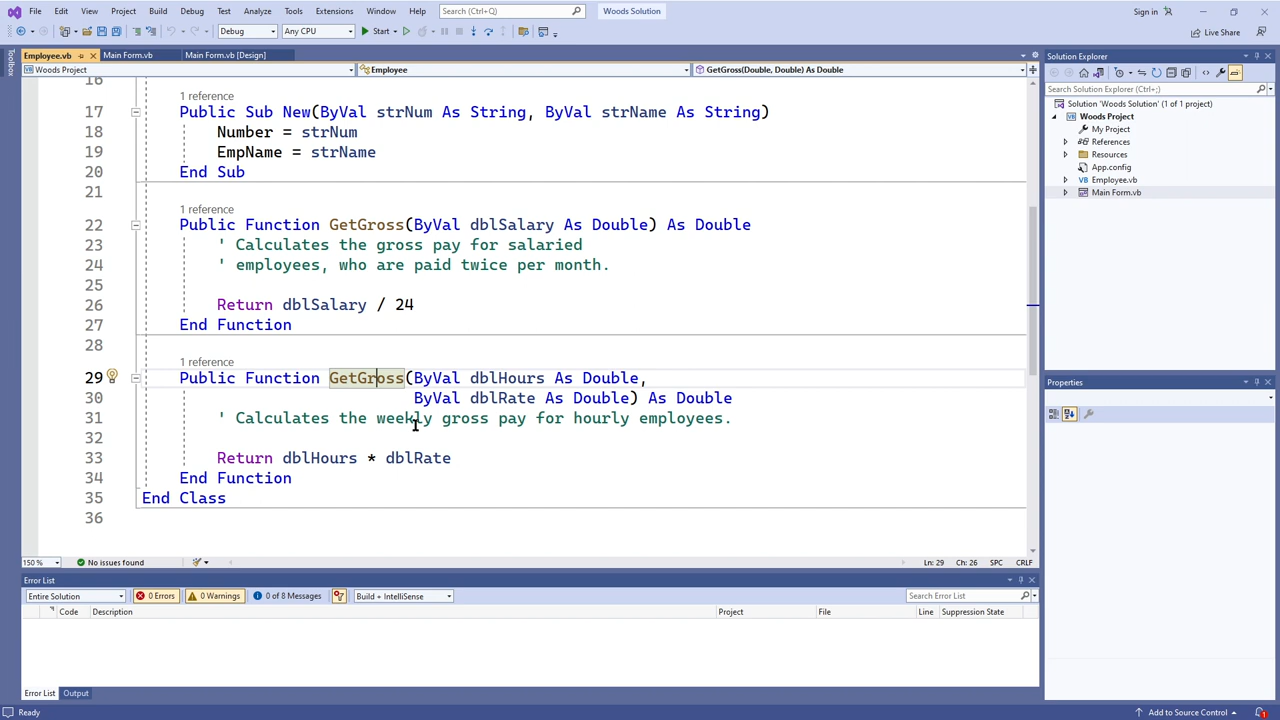 File Edit View Git Project Build Debug Test Analyze Tools Extensions Window Help Search (Ctrl+Q) Woods Solution Sign in
Debug Any CPU Start Live Share
Toolbox
Employee.vb Main Form.vb Main Form.vb [Design]
Woods Project Employee GetGross(Double, Double) As Double
16
1 reference
17 Public Sub New(ByVal strNum As String, ByVal strName As String)
18 Number = strNum
19 EmpName = strName
20 End Sub
21
1 reference
22 Public Function GetGross(ByVal dblSalary As Double) As Double
23 ' Calculates the gross pay for salaried
24 ' employees, who are paid twice per month.
25
26 Return dblSalary / 24
27 End Function
28
1 reference
29 Public Function GetGross(ByVal dblHours As Double,
30 ByVal dblRate As Double) As Double
31 ' Calculates the weekly gross pay for hourly employees.
32
33 Return dblHours * dblRate
34 End Function
35 End Class
36
150 % No issues found Ln: 29 Ch: 26 SPC CRLF
Error List
Entire Solution 0 Errors 0 Warnings 0 of 8 Messages Build + IntelliSense Search Error List
Code Description Project File Line Suppression State
Error List Output
Ready Add to Source Control 1
Solution Explorer
Search Solution Explorer (Ctrl+;)
Solution 'Woods Solution' (1 of 1 project)
Woods Project
My Project
References
Resources
App.config
Employee.vb
Main Form.vb
Properties